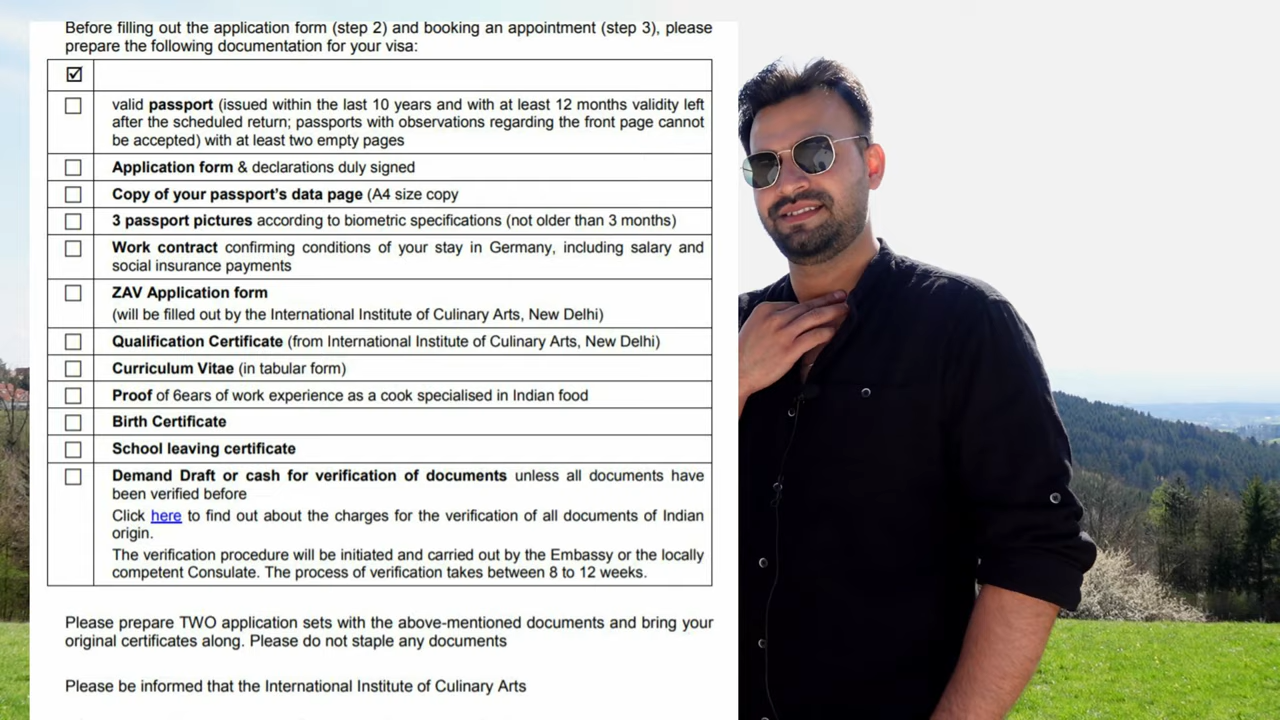 Before filling out the application form (step 2) and booking an appointment (step 3), please
prepare the following documentation for your visa:
valid passport (issued within the last 10 years and with at least 12 months validity left
after the scheduled return; passports with observations regarding the front page cannot
be accepted) with at least two empty pages
Application form & declarations duly signed
Copy of your passport's data page (A4 size copy
3 passport pictures according to biometric specifications (not older than 3 months)
Work contract confirming conditions of your stay in Germany, including salary and
social insurance payments
ZAV Application form
(will be filled out by the International Institute of Culinary Arts, New Delhi)
Qualification Certificate (from International Institute of Culinary Arts, New Delhi)
Curriculum Vitae (in tabular form)
Proof of 6ears of work experience as a cook specialised in Indian food
Birth Certificate
School leaving certificate
Demand Draft or cash for verification of documents unless all documents have
been verified before
Click here to find out about the charges for the verification of all documents of Indian
origin.
The verification procedure will be initiated and carried out by the Embassy or the locally
competent Consulate. The process of verification takes between 8 to 12 weeks.
Please prepare TWO application sets with the above-mentioned documents and bring your
original certificates along. Please do not staple any documents
Please be informed that the International Institute of Culinary Arts